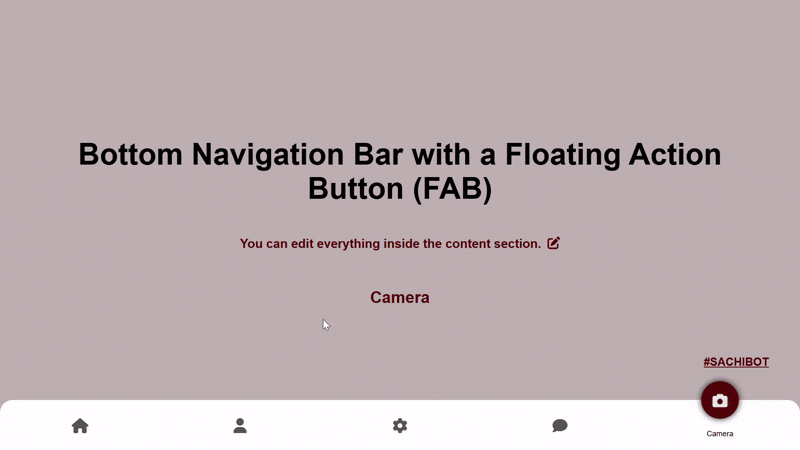 Bottom Navigation Bar with a Floating Action
Button (FAB)
You can edit everything inside the content section.
Camera
#SACHIBOT
Camera